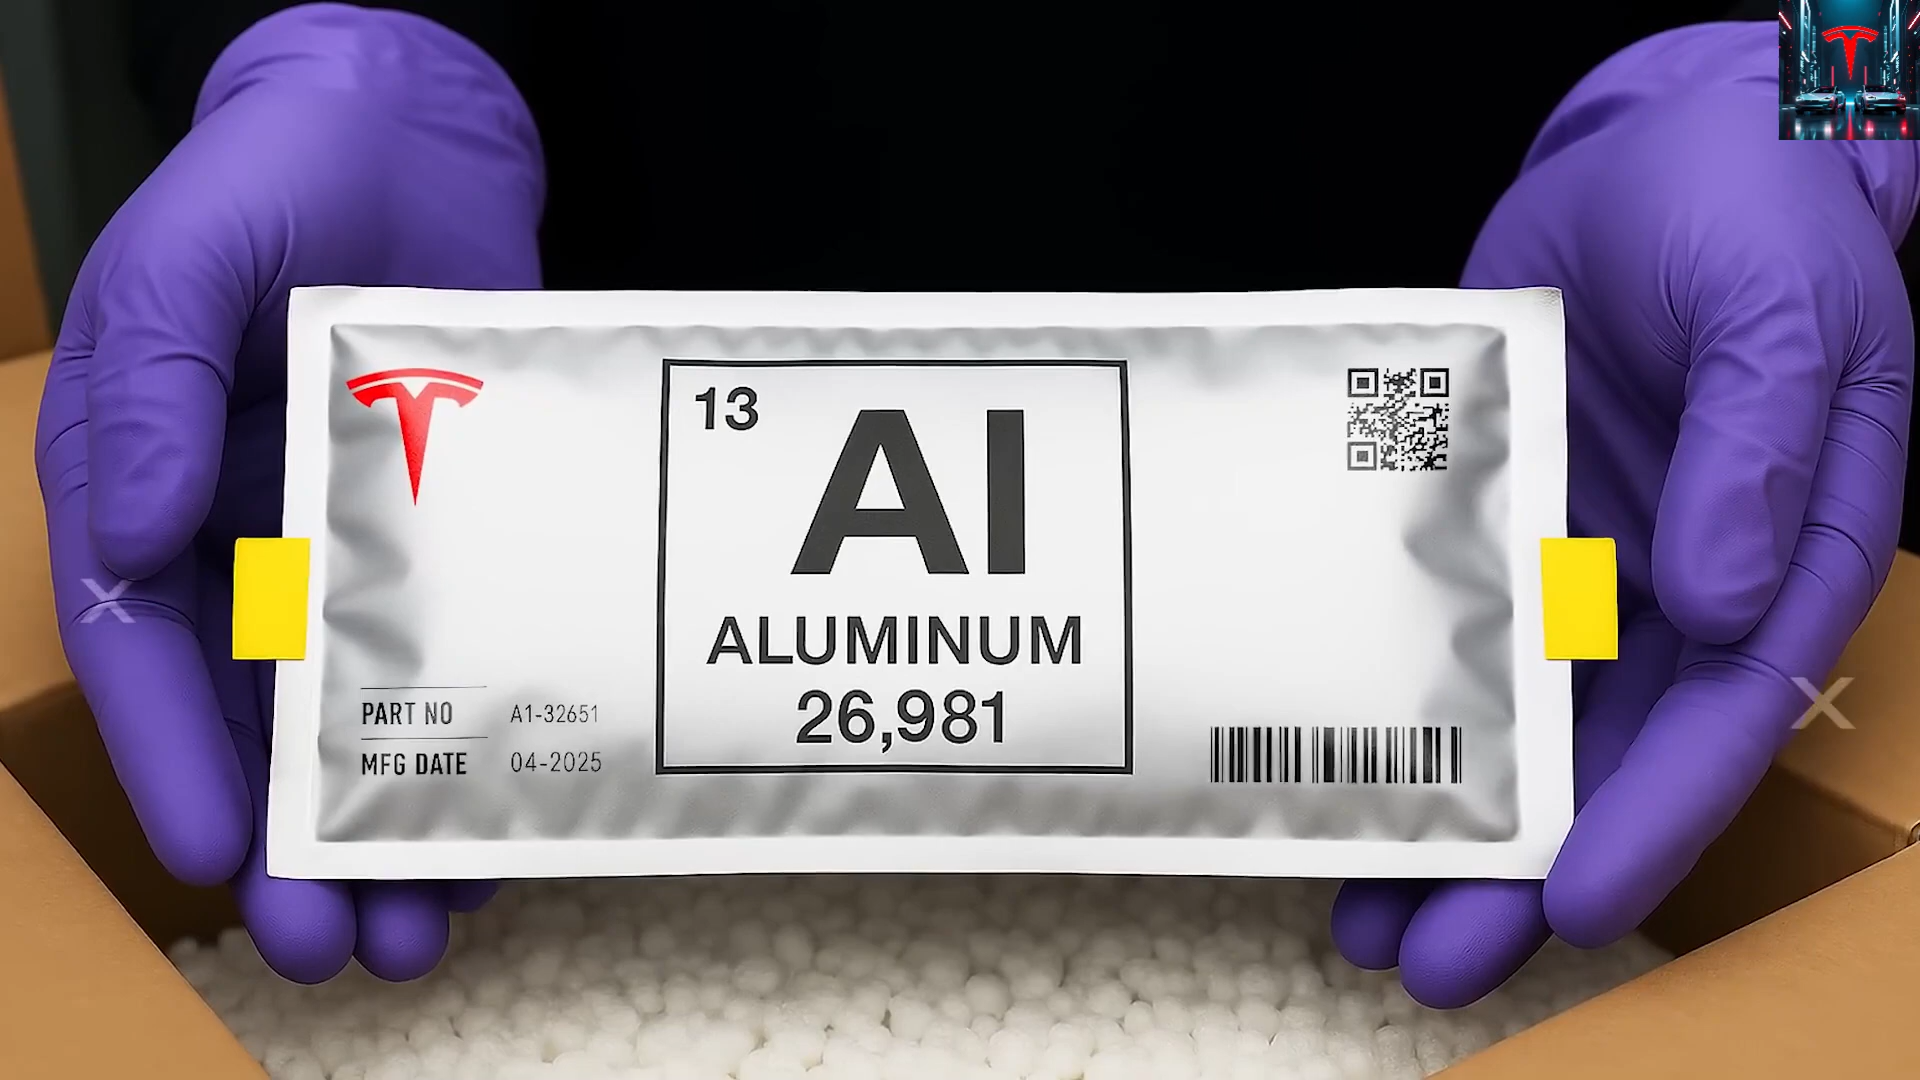 13
Al
ALUMINUM
26,981
PART NO A1-32651
MFG DATE 04-2025
X
X